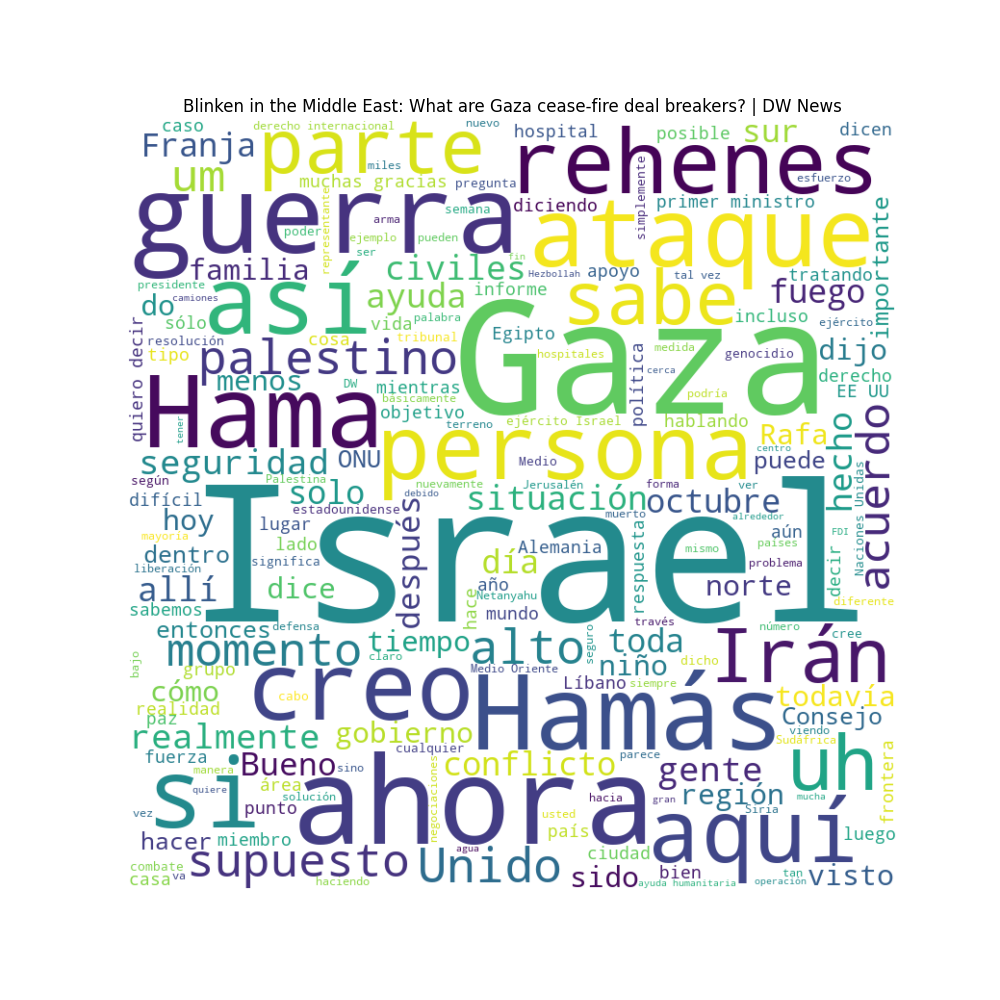 Blinken in the Middle East: What are Gaza cease-fire deal breakers? | DW News
caso
derecho internacional
nuevo
hospital
posible
sur
dicen
Franja
parte
rehenes
um
miles
muchas gracias
pregunta
simplemente
esfuerzo
guerra
representantes
arma
semana
diciendo
primer ministro
importante
poder
ejemplo
pueden
ataque
ser
fin
familia
civiles
Hezbollah
apoyo
tal vez
tratando
presidente
camiones
así
ayuda
informe
sabe
fuego
do
sólo
vida
palabra
Gaza
incluso
ejército
quiero decir
resolución
cosa
tribunal
Egipto
tipo
palestino
hospitales
política
medida
genocidio
dijo
menos
DW
mientras
cerca
derecho
Hama
básicamente
podría
EE UU
tener
objetivo
terreno
ejército Israel
hablando
persona
Rafa
hecho
acuerdo
centro
seguridad
ONU
Medio
puede
según
Palestina
nuevamente
Jerusalén
forma
ver
Naciones Unidas
difícil
solo
debido
situación
octubre
estadounidense
muerto
hoy
lugar
después
Israel
alrededor
aún
FDI
mayoría
dentro
lado
Alemania
respuesta
mismo
países
liberación
significa
día
problema
decir
allí
dice
año
Netanyahu
norte
sabemos
hace
mundo
diferente
entonces
defensa
través
número
cree
momento
tiempo
alto
seguro
toda
Irán
bajo
claro
grupo
Medio Oriente
niño
dicho
cómo
cabo
creo
Hamás
Líbano
siempre
todavía
realidad
paz
Consejo
realmente
gobierno
viendo
Sudáfrica
fuerza
cualquier
parece
uh
frontera
manera
Bueno
sino
conflicto
gente
si
quiere
área
solución
negociaciones
ahora
hacia
región
mucha
vez
punto
usted
gran
Siria
aquí
hacer
miembro
país
luego
agua
combate
supuesto
Unido
ciudad
casa
va
haciendo
sido
bien
ayuda humanitaria
tan
operación
visto